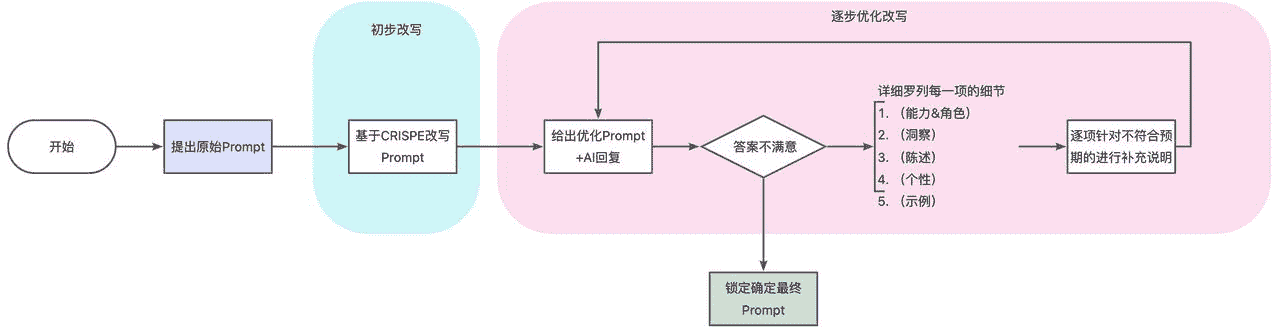 初步改写
逐步优化改写
开始
提出原始Prompt
基于CRISPE改写
Prompt
给出优化Prompt
+AI回复
答案不满意
详细罗列每一项的细节
1. （能力&角色）
2. （洞察）
3. （陈述）
4. （个性）
5. （示例）
逐项针对不符合预
期的进行补充说明
锁定确定最终
Prompt